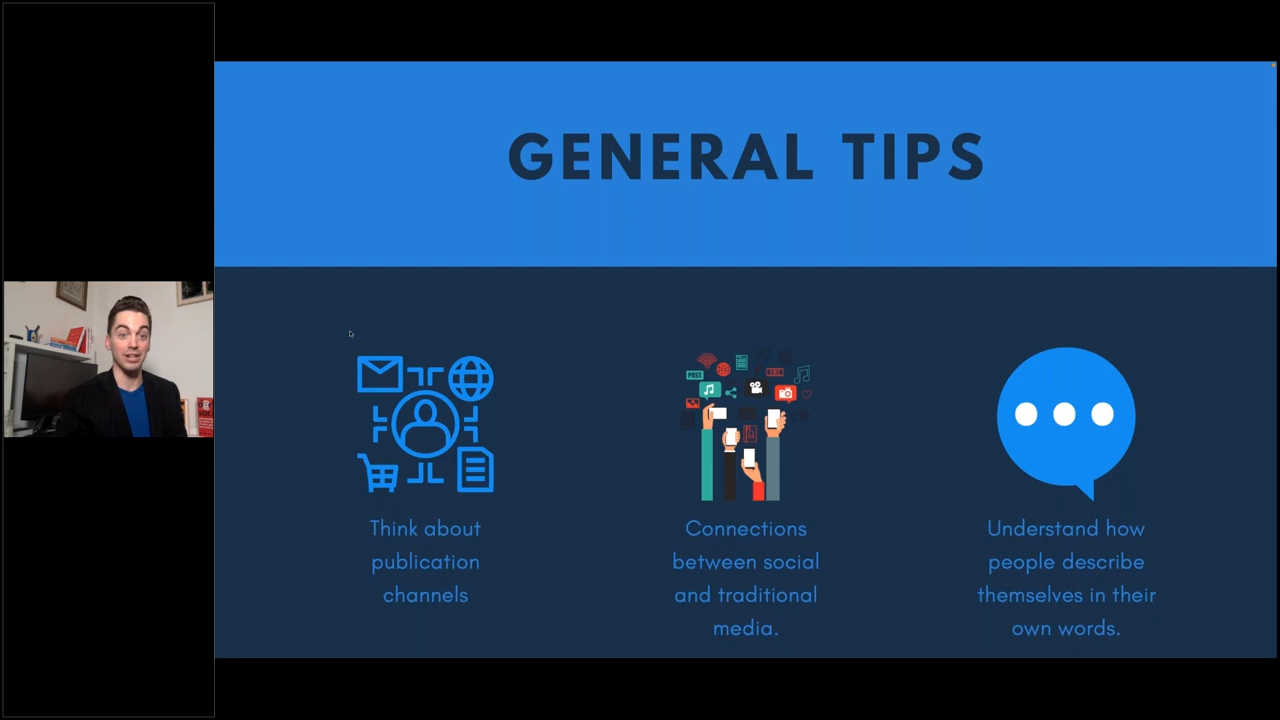 GENERAL TIPS
POST
Think about
publication
channels
Connections
between social
and traditional
media.
Understand how
people describe
themselves in their
own words.